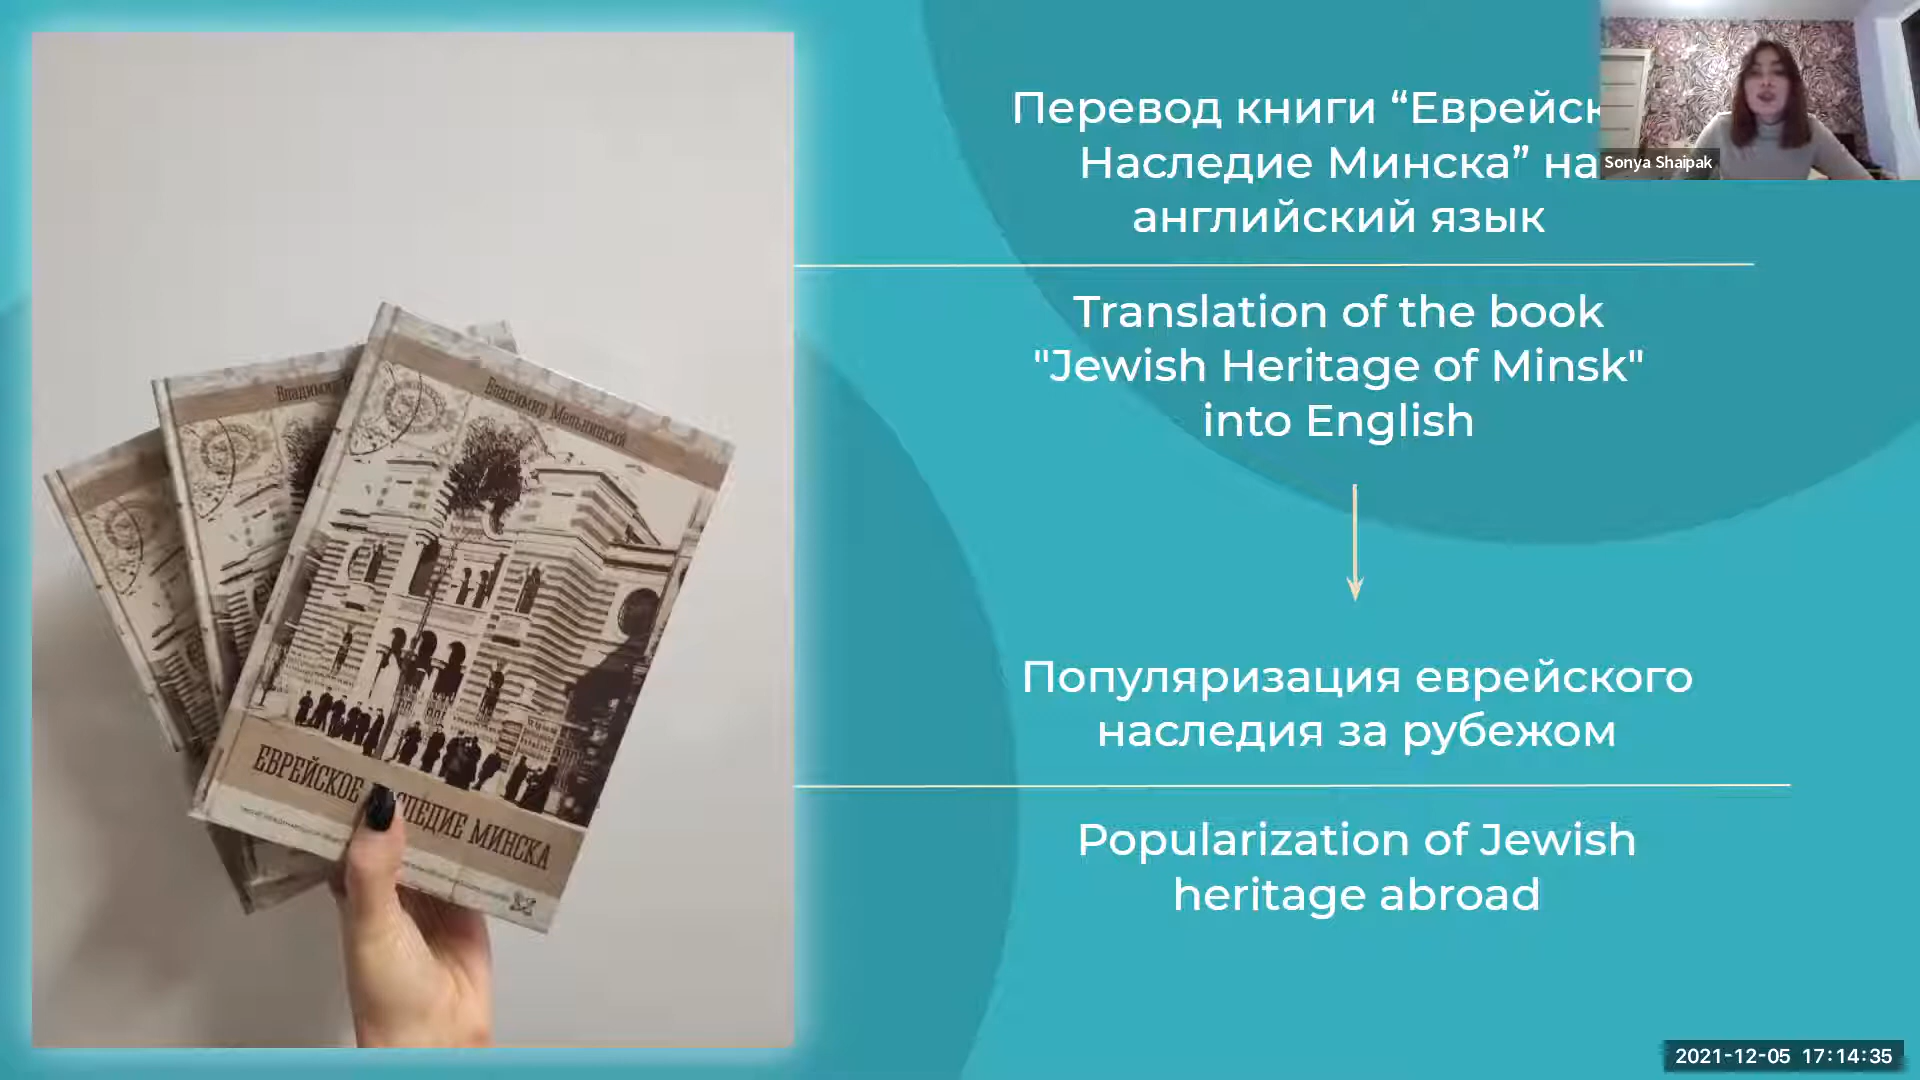 Перевод книги “Еврейск
Наследие Минска” на
английский язык
Sonya Shaipak
Translation of the book
"Jewish Heritage of Minsk"
into English
Популяризация еврейского
наследия за рубежом
Popularization of Jewish
heritage abroad
Владимир
Владимир Мельницкий
ЕВРЕЙСКОЕ МИНСКА
2021-12-05 17:14:35